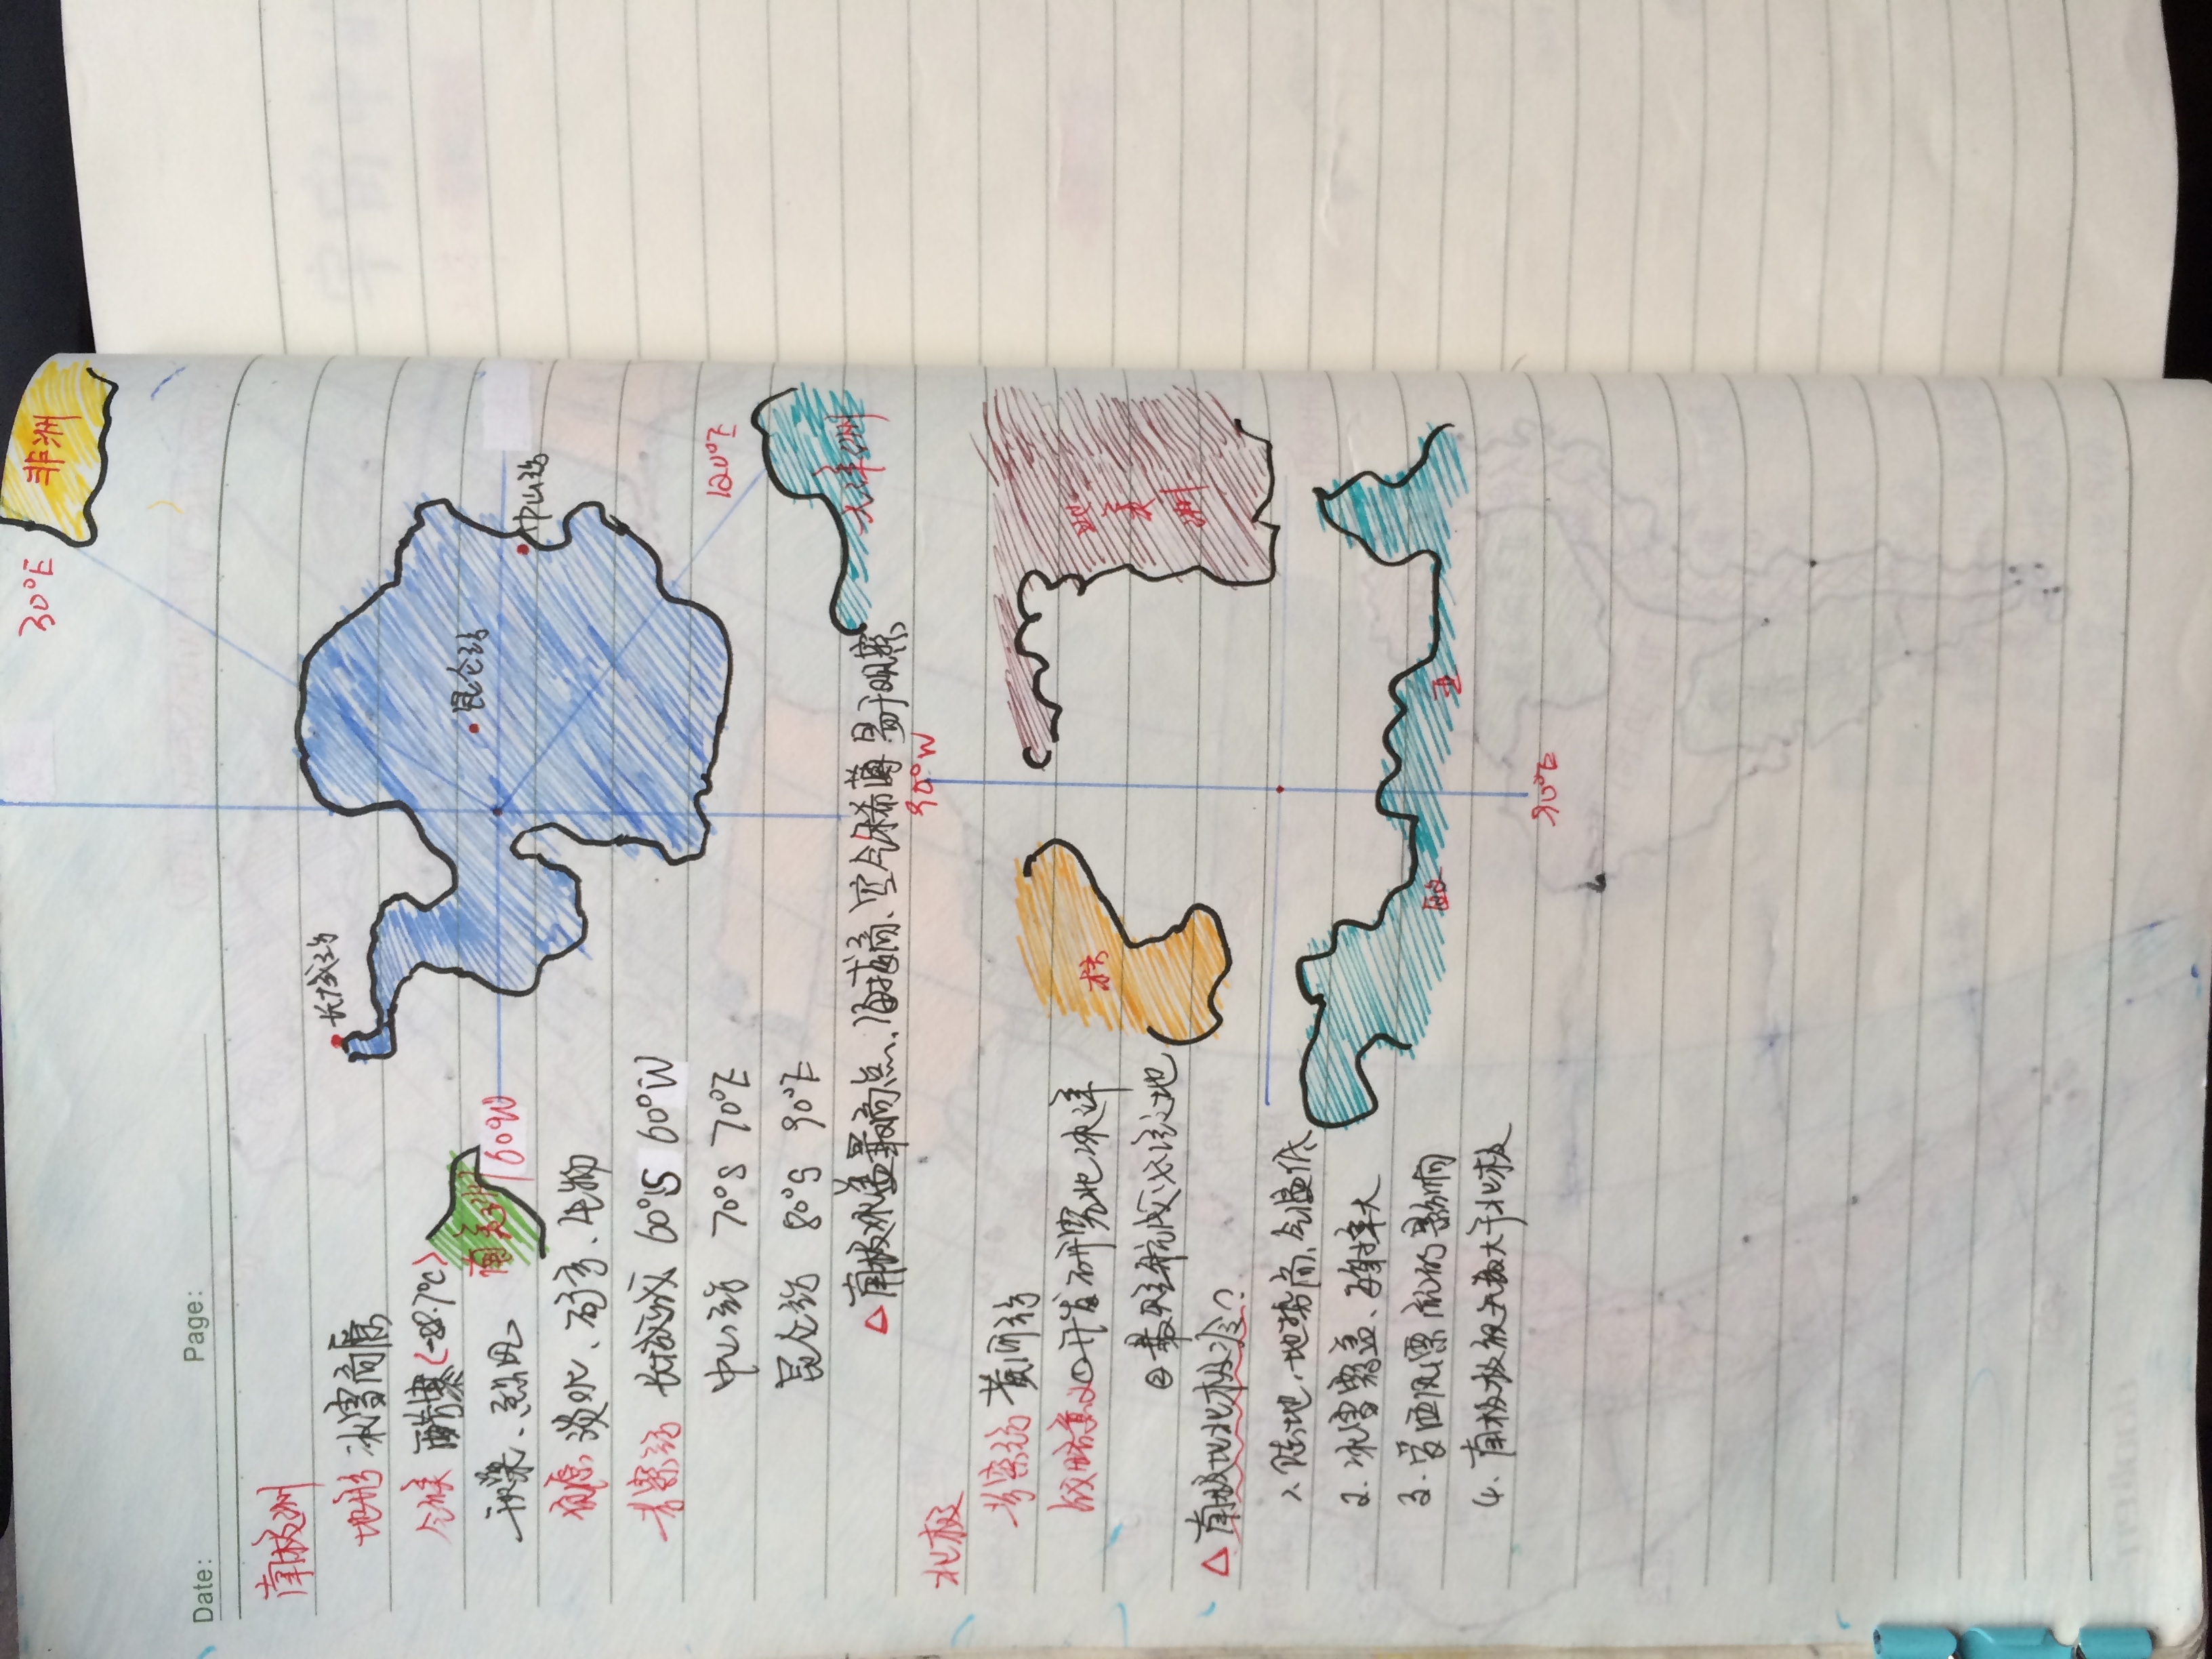 30°E 非洲
Date: Page:
南极洲
长城站
地形 冰雪高原
气候 酷寒(-88.7°C)
南美洲 60°W
昆仑站
干燥、烈风
中山站
资源 淡水、矿产、生物
考察站 长城站 60°S 60°W
中山站 70°S 70°E
120°E
昆仑站 80°S 90°E
大洋洲
△ 南极冰盖最高点、海拔高、空气稀薄 易于观察
90°W
北极
考察站 黄河站
战略意义 ①开发研究北冰洋
格
北美洲
②最短航线必经之地
△ 南极比北极冷?
1. 陆地、地势高、气温低
2. 冰雪覆盖、反射率大
3. 受西风漂流的影响
欧 亚
4. 南极极夜天数大于北极
90°E